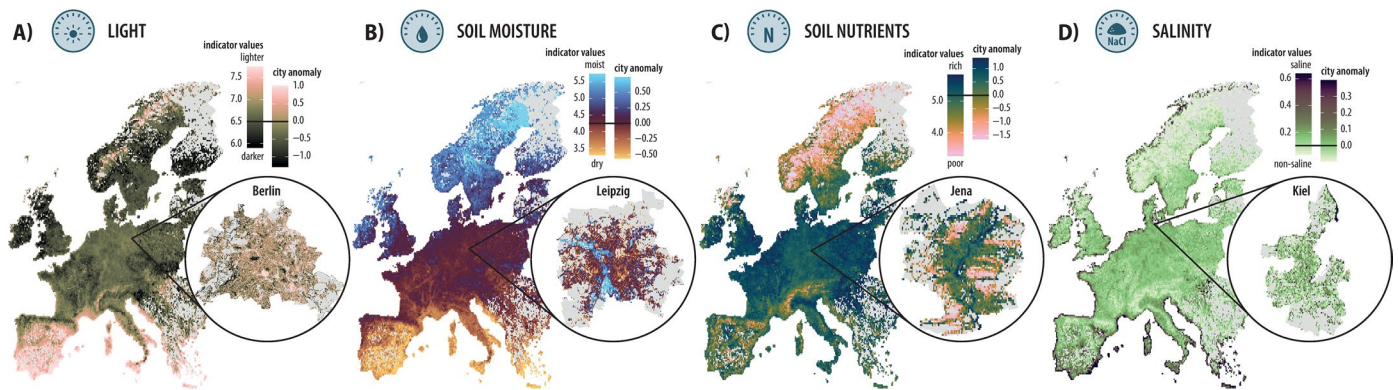 A) LIGHT
indicator values
lighter
city anomaly
7.5
7.0
6.5
6.0
darker
1.0
0.5
0.0
−0.5
−1.0
Berlin
B) SOIL MOISTURE
indicator values
moist
city anomaly
5.5
5.0
4.5
4.0
3.5
dry
0.50
0.25
0.00
−0.25
−0.50
Leipzig
C) N SOIL NUTRIENTS
indicator values
rich
city anomaly
5.0
4.0
poor
1.0
0.5
0.0
−0.5
−1.0
−1.5
Jena
D) NaCl SALINITY
indicator values
saline
city anomaly
0.6
0.4
0.2
non-saline
0.3
0.2
0.1
0.0
Kiel